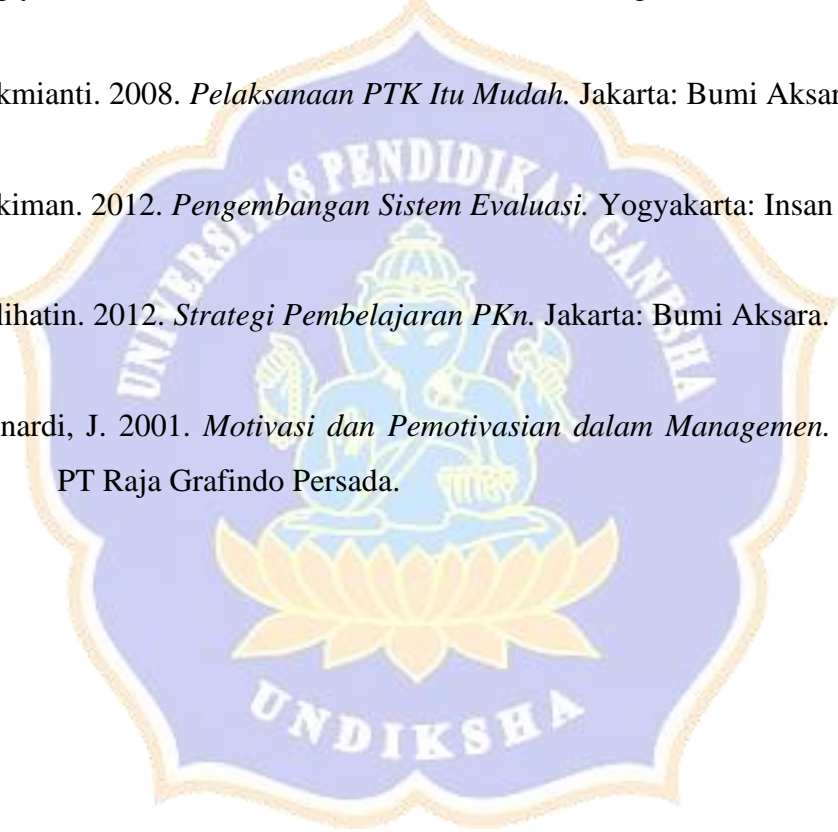 kmianti. 2008. Pelaksanaan PTK Itu Mudah. Jakarta: Bumi Aksar
kiman. 2012. Pengembangan Sistem Evaluasi. Yogyakarta: Insan
UNIVERSITAS PENDIDIKAN GANESHA
lihatin. 2012. Strategi Pembelajaran PKn. Jakarta: Bumi Aksara.
nardi, J. 2001. Motivasi dan Pemotivasian dalam Managemen.
PT Raja Grafindo Persada.
UNDIKSHA